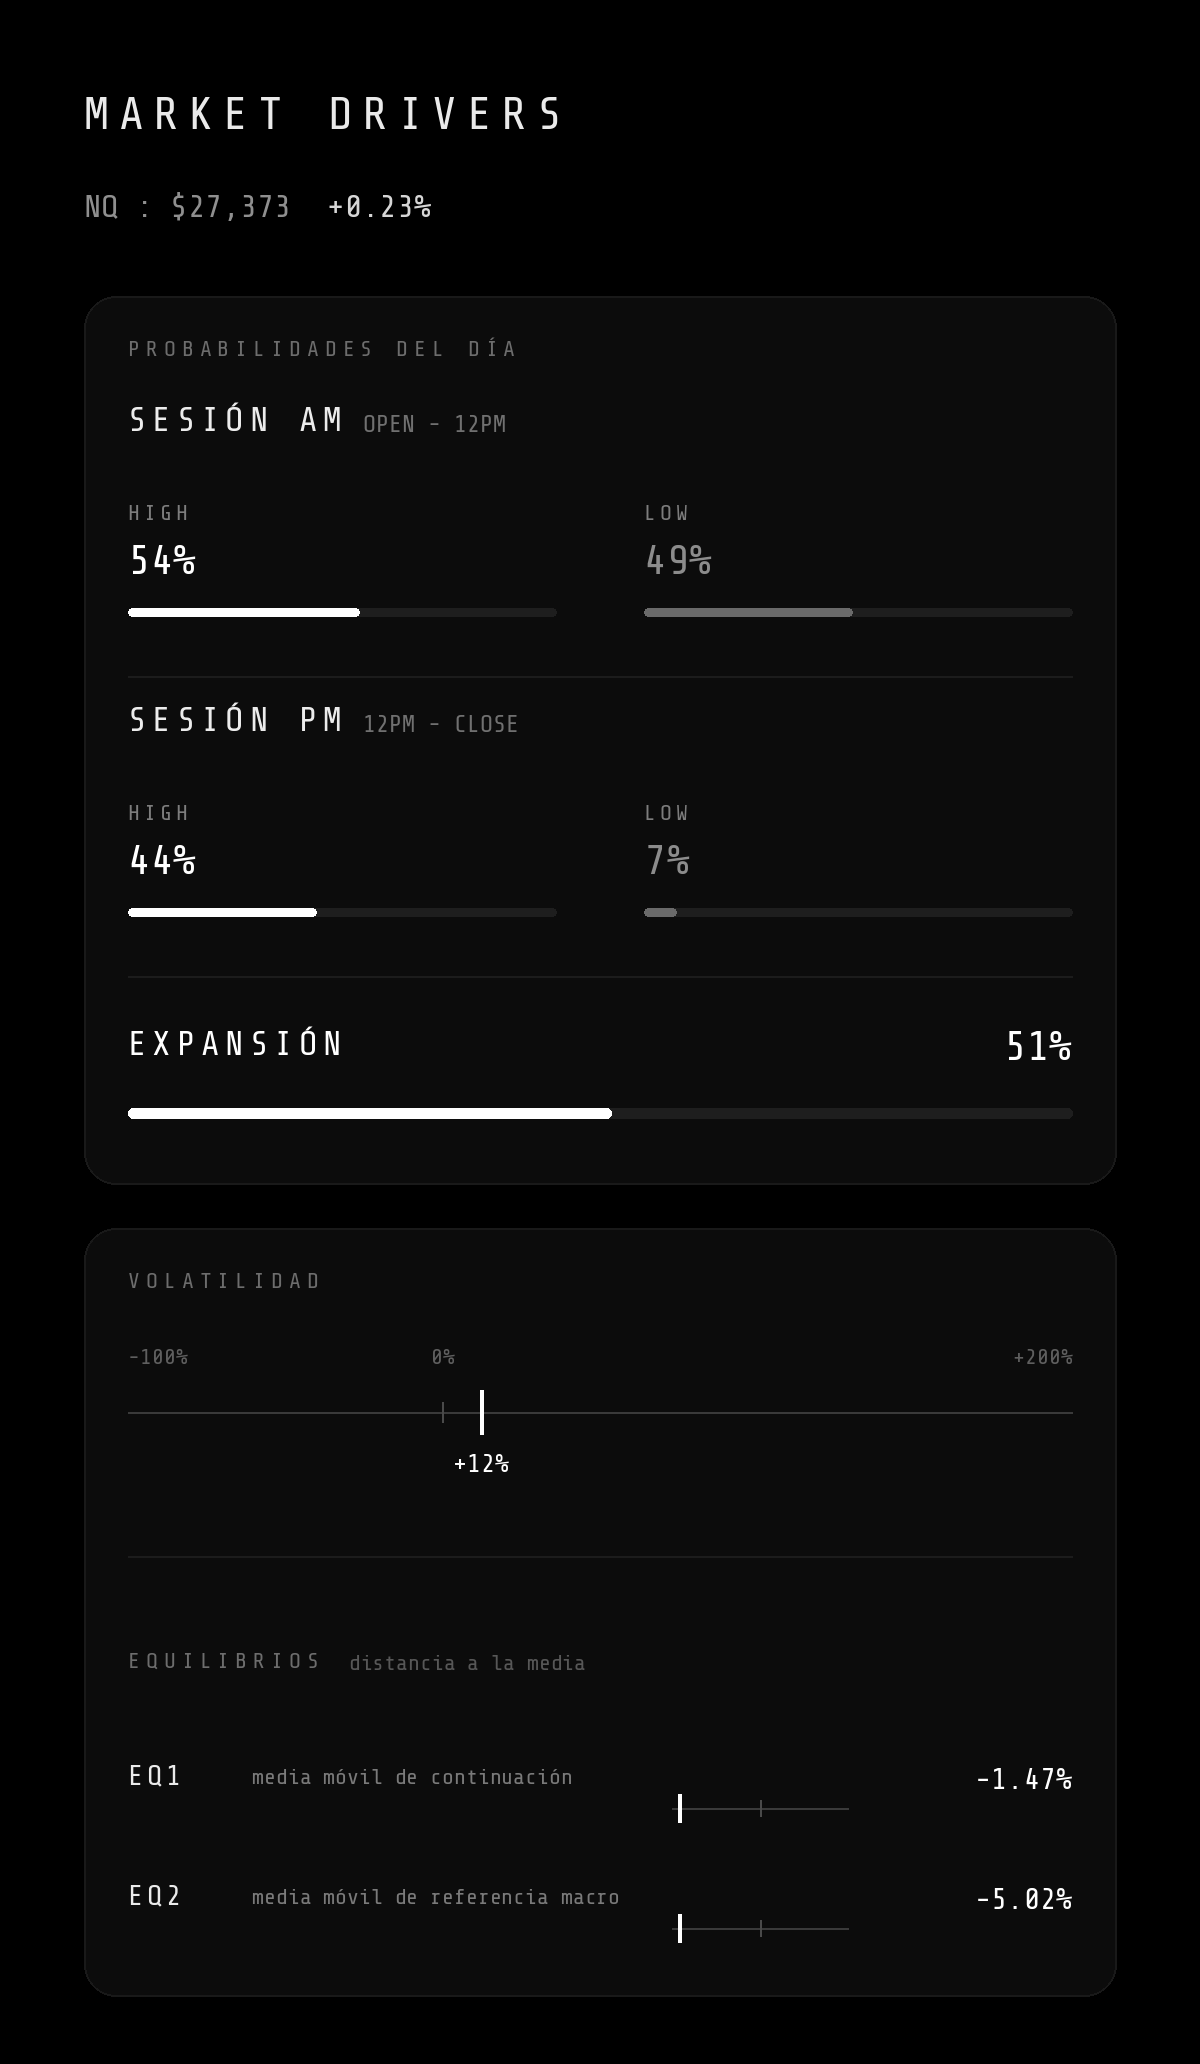 MARKET DRIVERS
NQ : $27,373 +0.23%
PROBABILIDADES DEL DÍA
SESIÓN AM OPEN – 12PM
HIGH LOW
54% 49%
SESIÓN PM 12PM – CLOSE
HIGH LOW
44% 7%
EXPANSIÓN 51%
VOLATILIDAD
-100% 0% +200%
+12%
EQUILIBRIOS distancia a la media
EQ1 media móvil de continuación -1.47%
EQ2 media móvil de referencia macro -5.02%